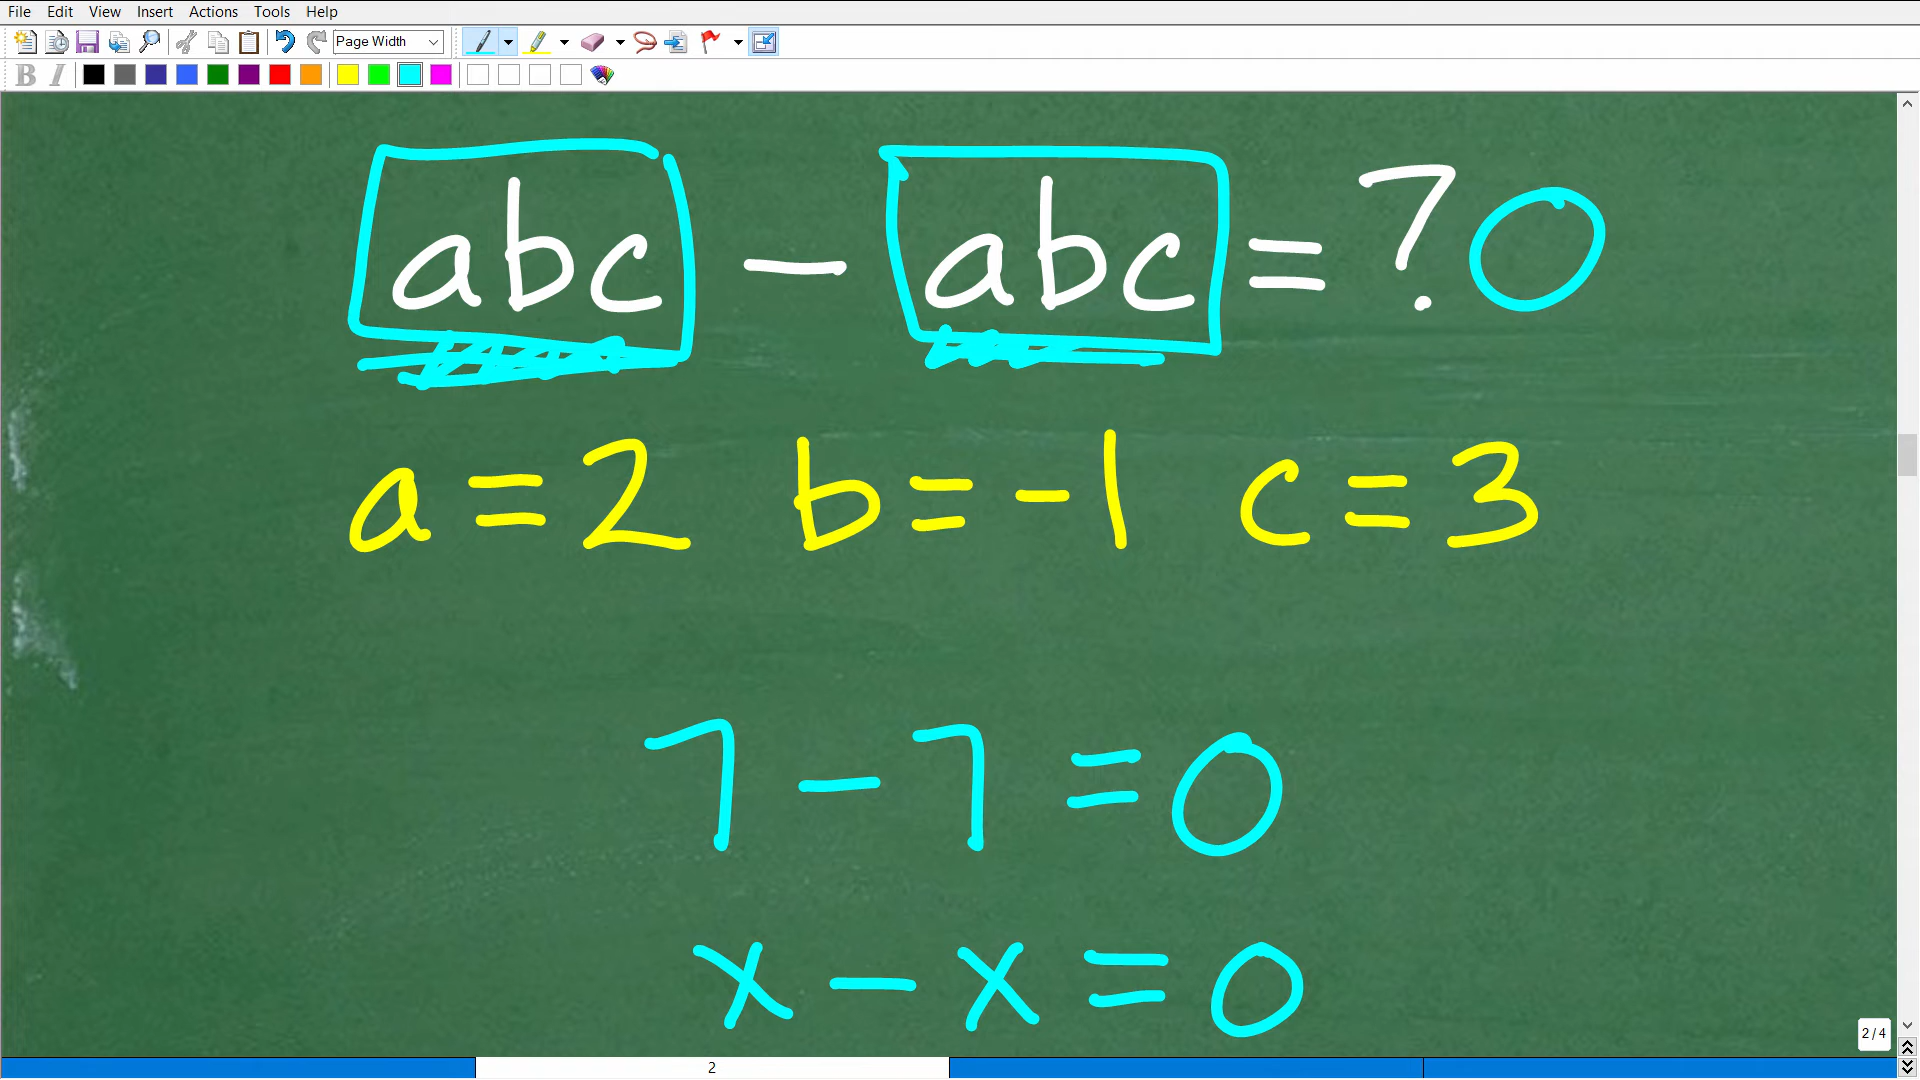 File Edit View Insert Actions Tools Help
Page Width
B I
abc - abc = ? 0
a = 2 b = -1 c = 3
7 - 7 = 0
x - x = 0
2 / 4
2